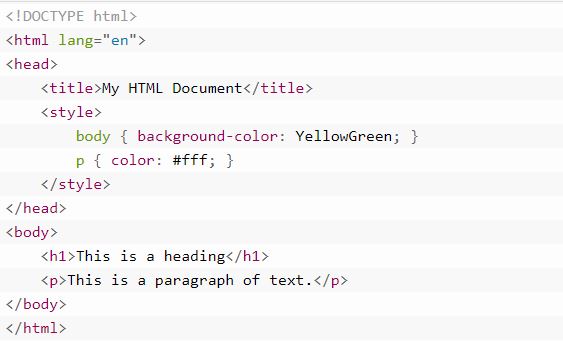 <!DOCTYPE html>
<html lang="en">
<head>
    <title>My HTML Document</title>
    <style>
        body { background-color: YellowGreen; }
        p { color: #fff; }
    </style>
</head>
<body>
    <h1>This is a heading</h1>
    <p>This is a paragraph of text.</p>
</body>
</html>